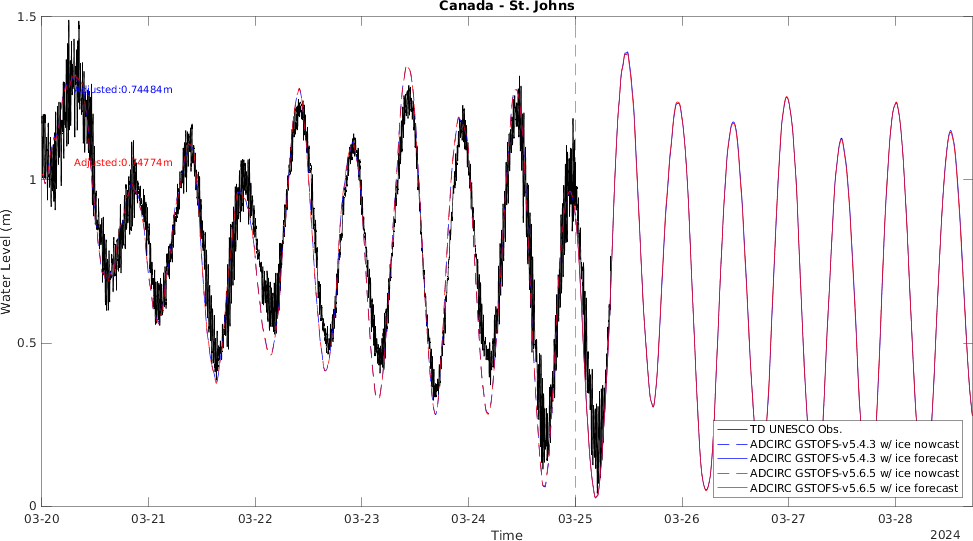 Canada - St. Johns
1.5
1
0.5
0
Water Level (m)
Adjusted:0.74484m
Adjusted:0.74774m
TD UNESCO Obs.
ADCIRC GSTOFS-v5.4.3 w/ ice nowcast
ADCIRC GSTOFS-v5.4.3 w/ ice forecast
ADCIRC GSTOFS-v5.6.5 w/ ice nowcast
ADCIRC GSTOFS-v5.6.5 w/ ice forecast
03-20 03-21 03-22 03-23 03-24 03-25 03-26 03-27 03-28
Time
2024